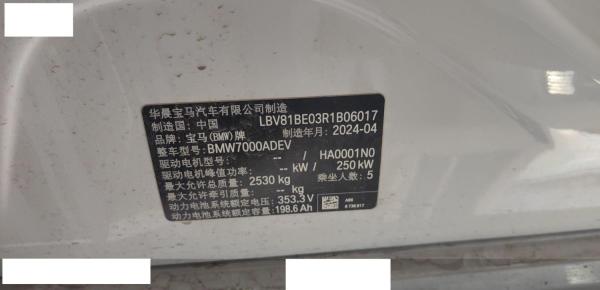 华晨宝马汽车有限公司制造
制造国：中国 LBV81BE03R1B06017
品牌：宝马(BMW)牌 制造年月：2024-04
整车型号：BMW7000ADEV
驱动电机型号： -- / HA0001N0
驱动电机峰值功率： -- kW / 250 kW
最大允许总质量：2530 kg 乘坐人数：5
最大允许牵引质量： -- kg
动力电池系统额定电压：353.3 V
动力电池系统额定容量：198.6 Ah